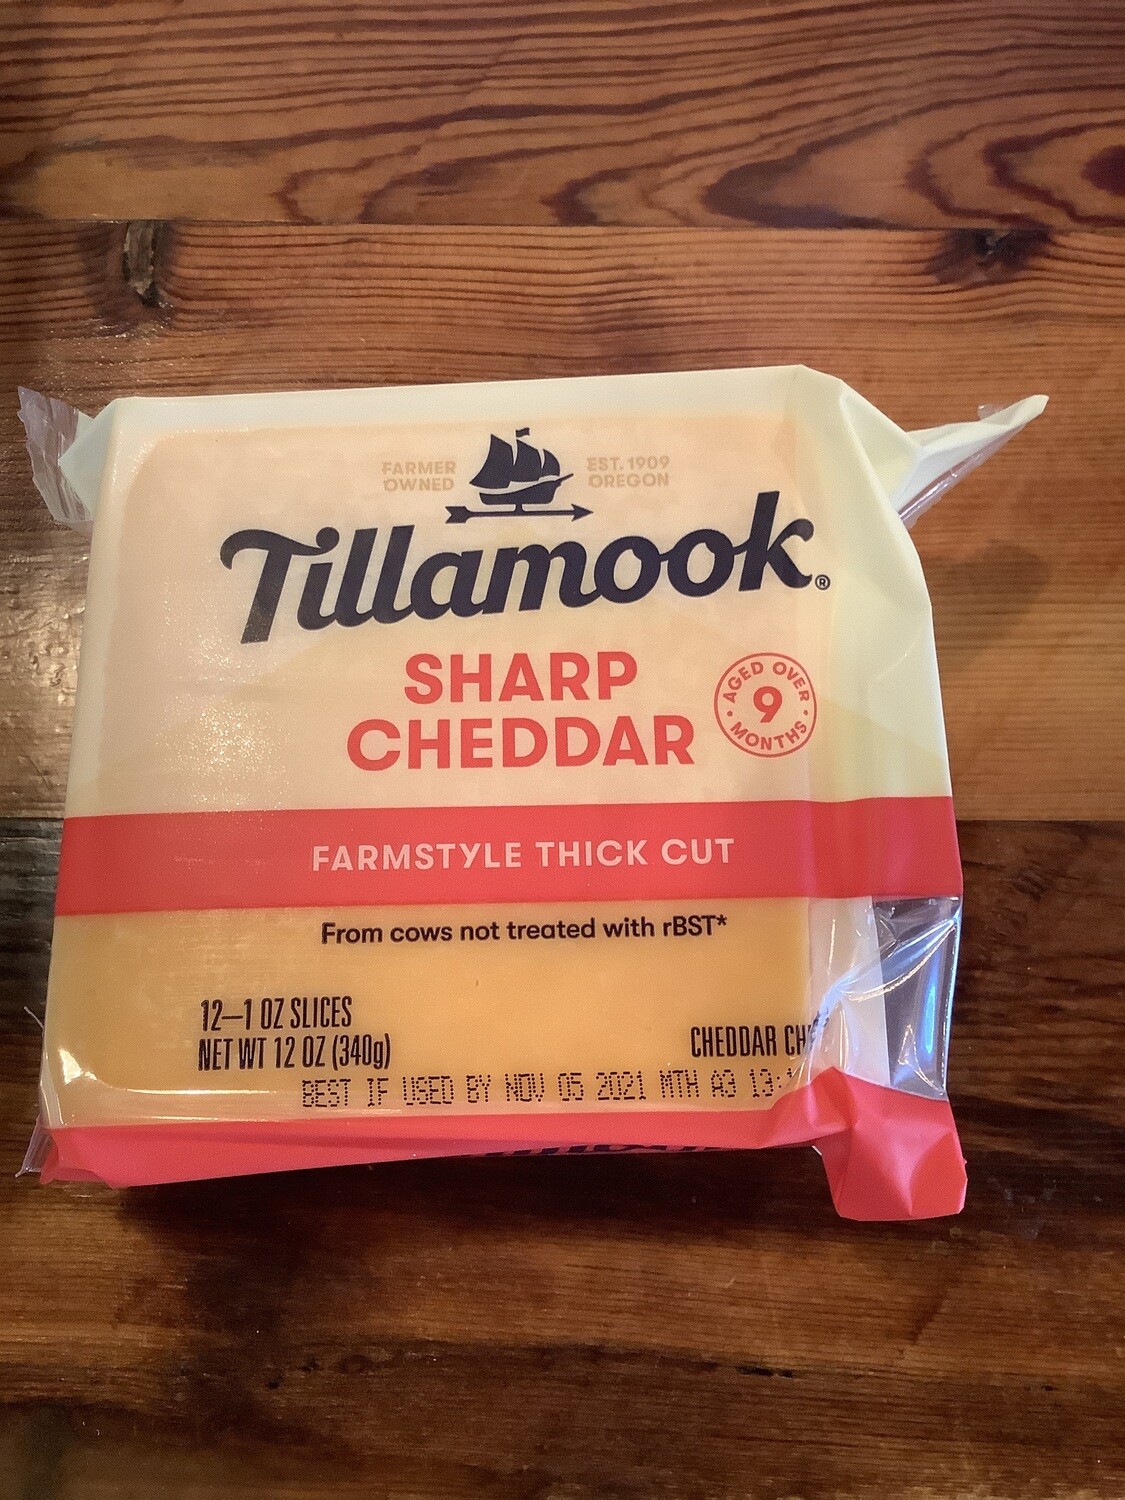 FARMER
OWNED
EST. 1909
OREGON
Tillamook®
SHARP
CHEDDAR
AGED OVER
9
MONTHS
FARMSTYLE THICK CUT
From cows not treated with rBST*
12–1 OZ SLICES
NET WT 12 OZ (340g)
CHEDDAR
BEST IF USED BY NOV 05 2021 MTH A3